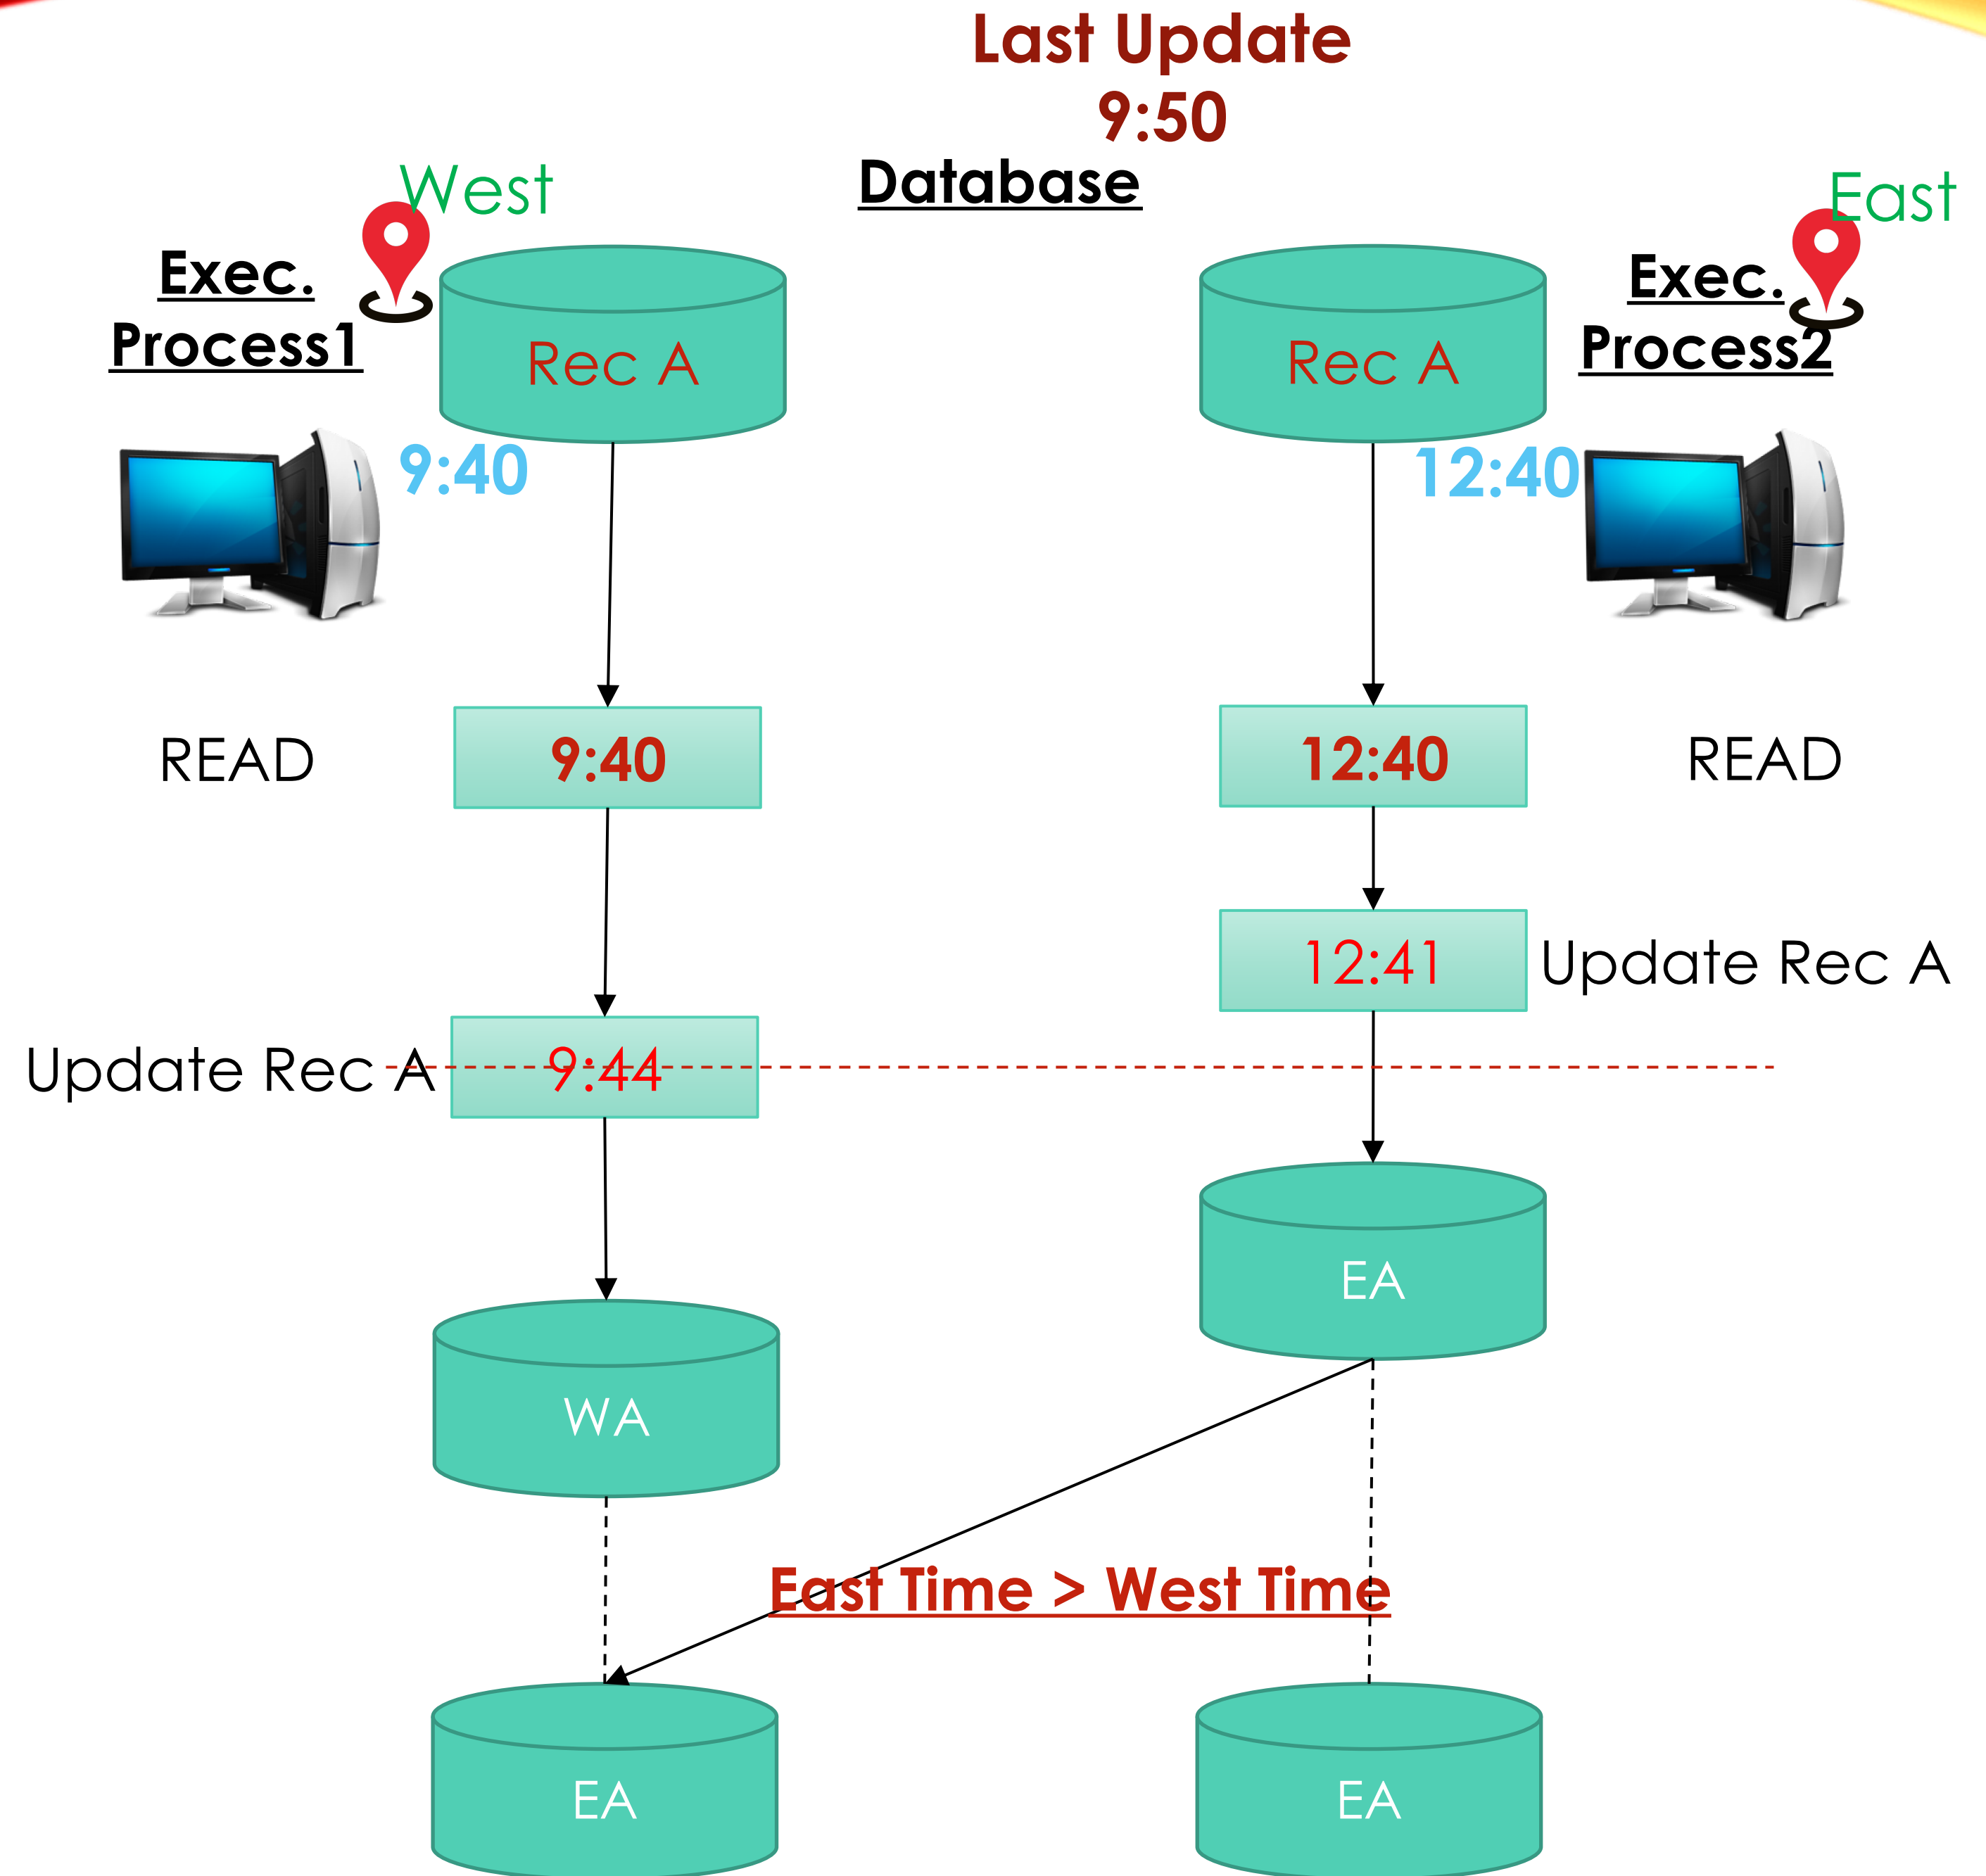 Last Update
9:50
Database
West
East
Exec.
Process1
Rec A
Rec A
Exec.
Process2
9:40
12:40
READ
9:40
12:40
READ
12:41
Update Rec A
Update Rec A
9:44
EA
WA
East Time > West Time
EA
EA